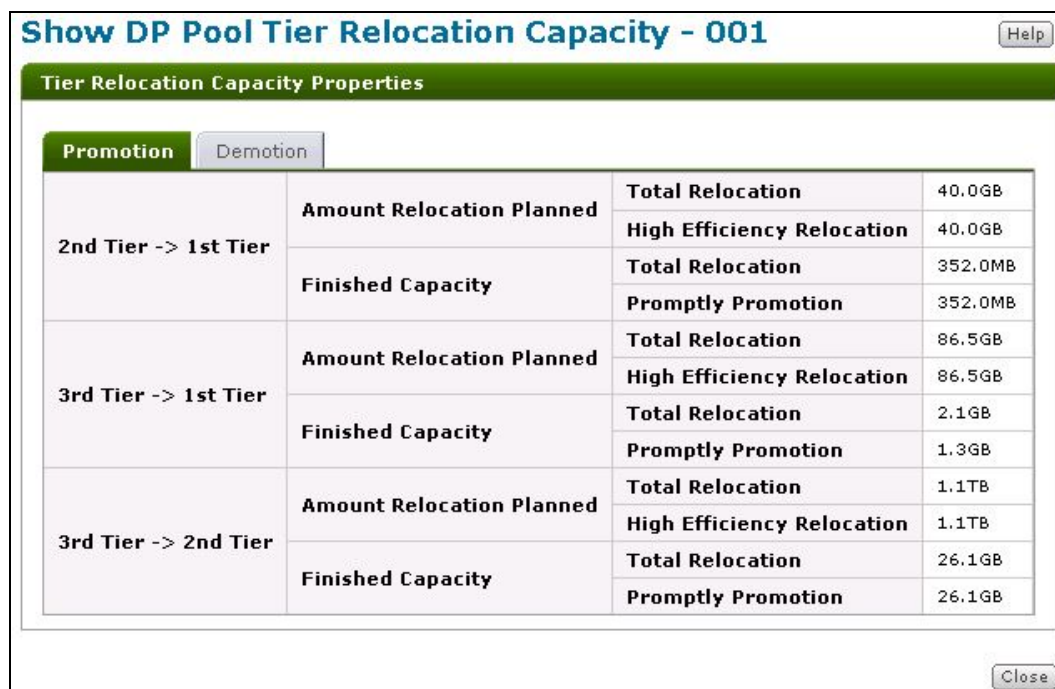 Show DP Pool Tier Relocation Capacity - 001
Help
Tier Relocation Capacity Properties
Promotion Demotion
2nd Tier -> 1st Tier
Amount Relocation Planned
Total Relocation 40.0GB
High Efficiency Relocation 40.0GB
Finished Capacity
Total Relocation 352.0MB
Promptly Promotion 352.0MB
3rd Tier -> 1st Tier
Amount Relocation Planned
Total Relocation 86.5GB
High Efficiency Relocation 86.5GB
Finished Capacity
Total Relocation 2.1GB
Promptly Promotion 1.3GB
3rd Tier -> 2nd Tier
Amount Relocation Planned
Total Relocation 1.1TB
High Efficiency Relocation 1.1TB
Finished Capacity
Total Relocation 26.1GB
Promptly Promotion 26.1GB
Close